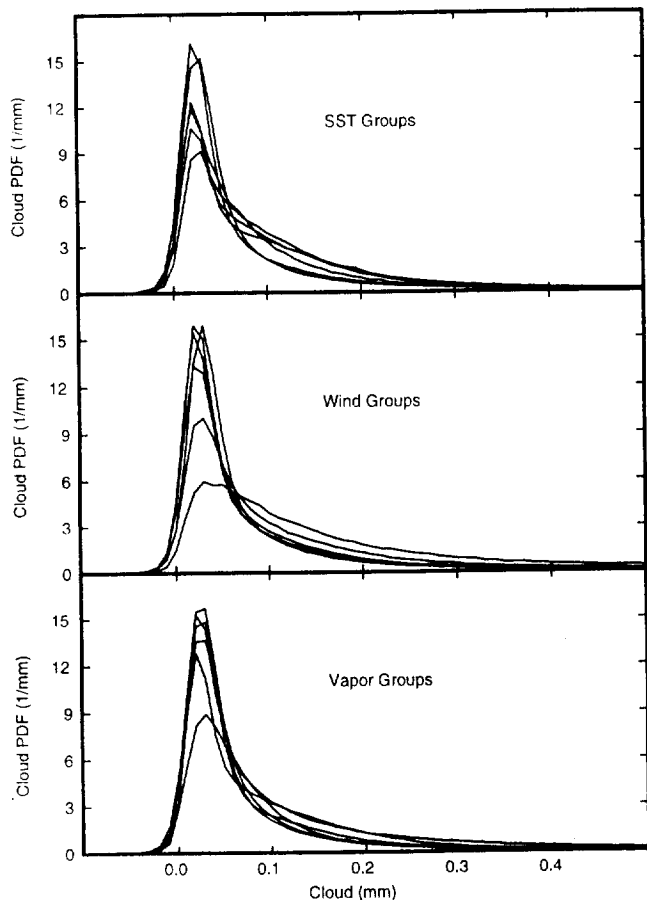 15
12
9
6
3
0
Cloud PDF (1/mm)
SST Groups
15
12
9
6
3
0
Cloud PDF (1/mm)
Wind Groups
15
12
9
6
3
0
Cloud PDF (1/mm)
Vapor Groups
0.0 0.1 0.2 0.3 0.4
Cloud (mm)